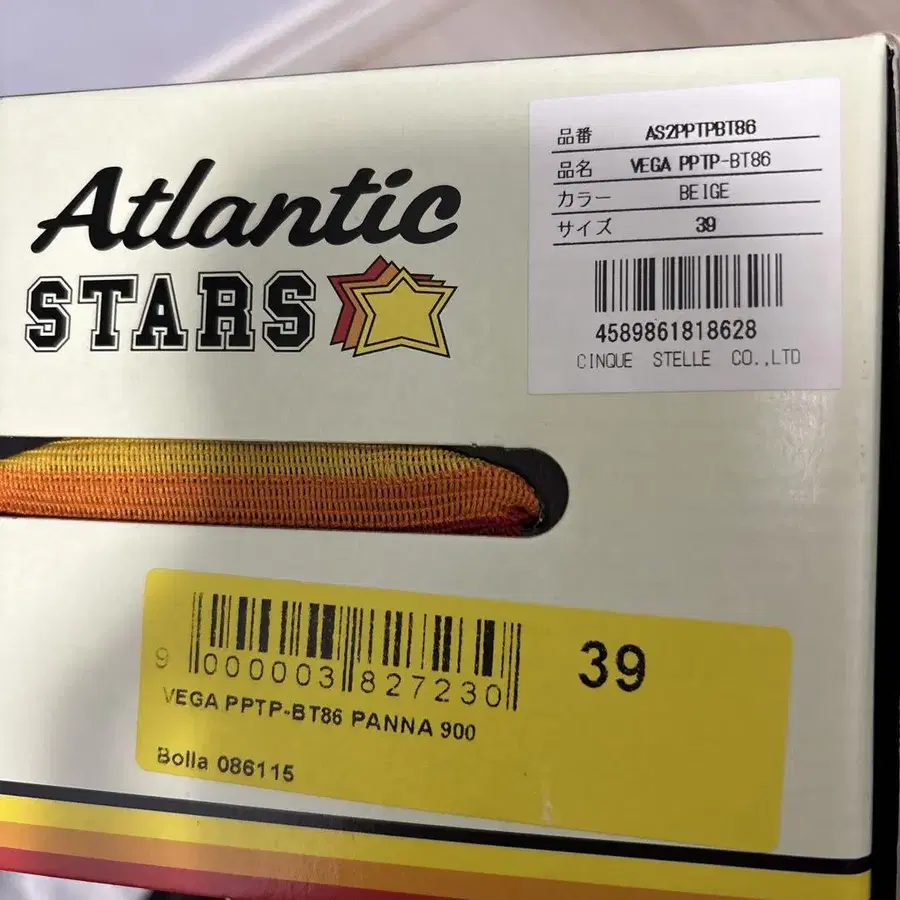 Atlantic
STARS
品番 AS2PPTPBT86
品名 VEGA PPTP-BT86
カラー BEIGE
サイズ 39
4589861818628
CINQUE STELLE CO.,LTD
9 000003 827230
39
VEGA PPTP-BT86 PANNA 900
Bolla 086115